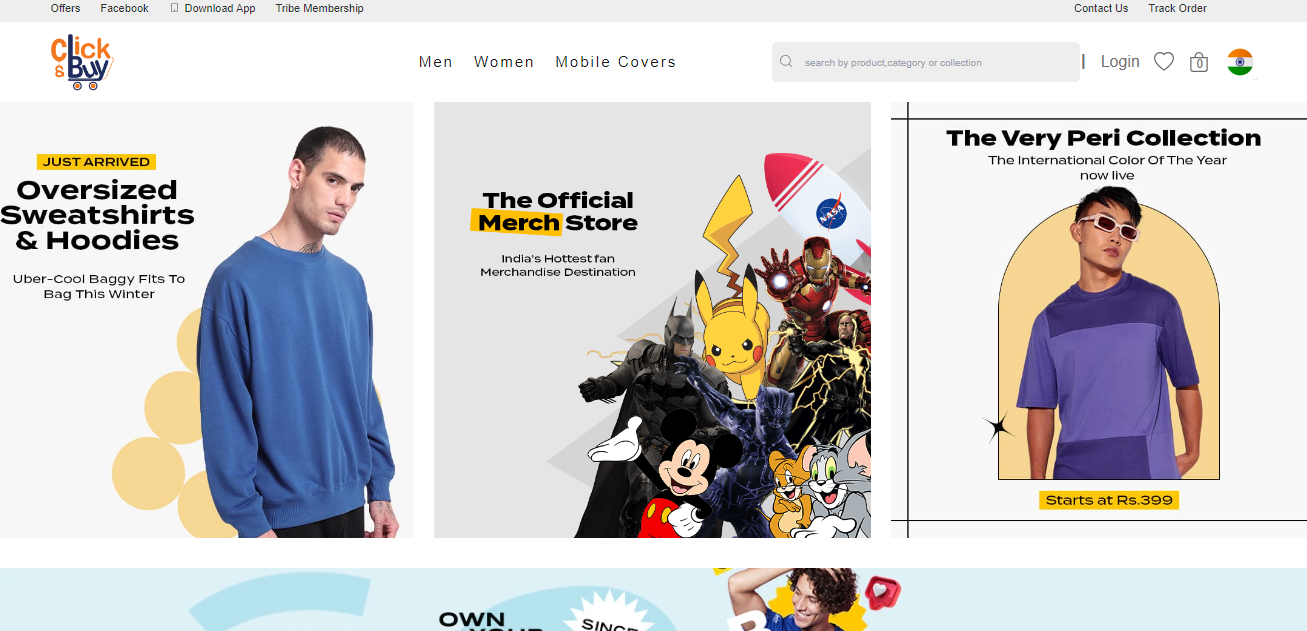 Offers Facebook Download App Tribe Membership Contact Us Track Order
Click
& Buy
Men Women Mobile Covers search by product,category or collection | Login 0
JUST ARRIVED
Oversized
Sweatshirts
& Hoodies
Uber-Cool Baggy Fits To
Bag This Winter
The Official
Merch Store
India's Hottest fan
Merchandise Destination
NASA
The Very Peri Collection
The International Color Of The Year
now live
Starts at Rs.399
OWN
YOUR
SINCE